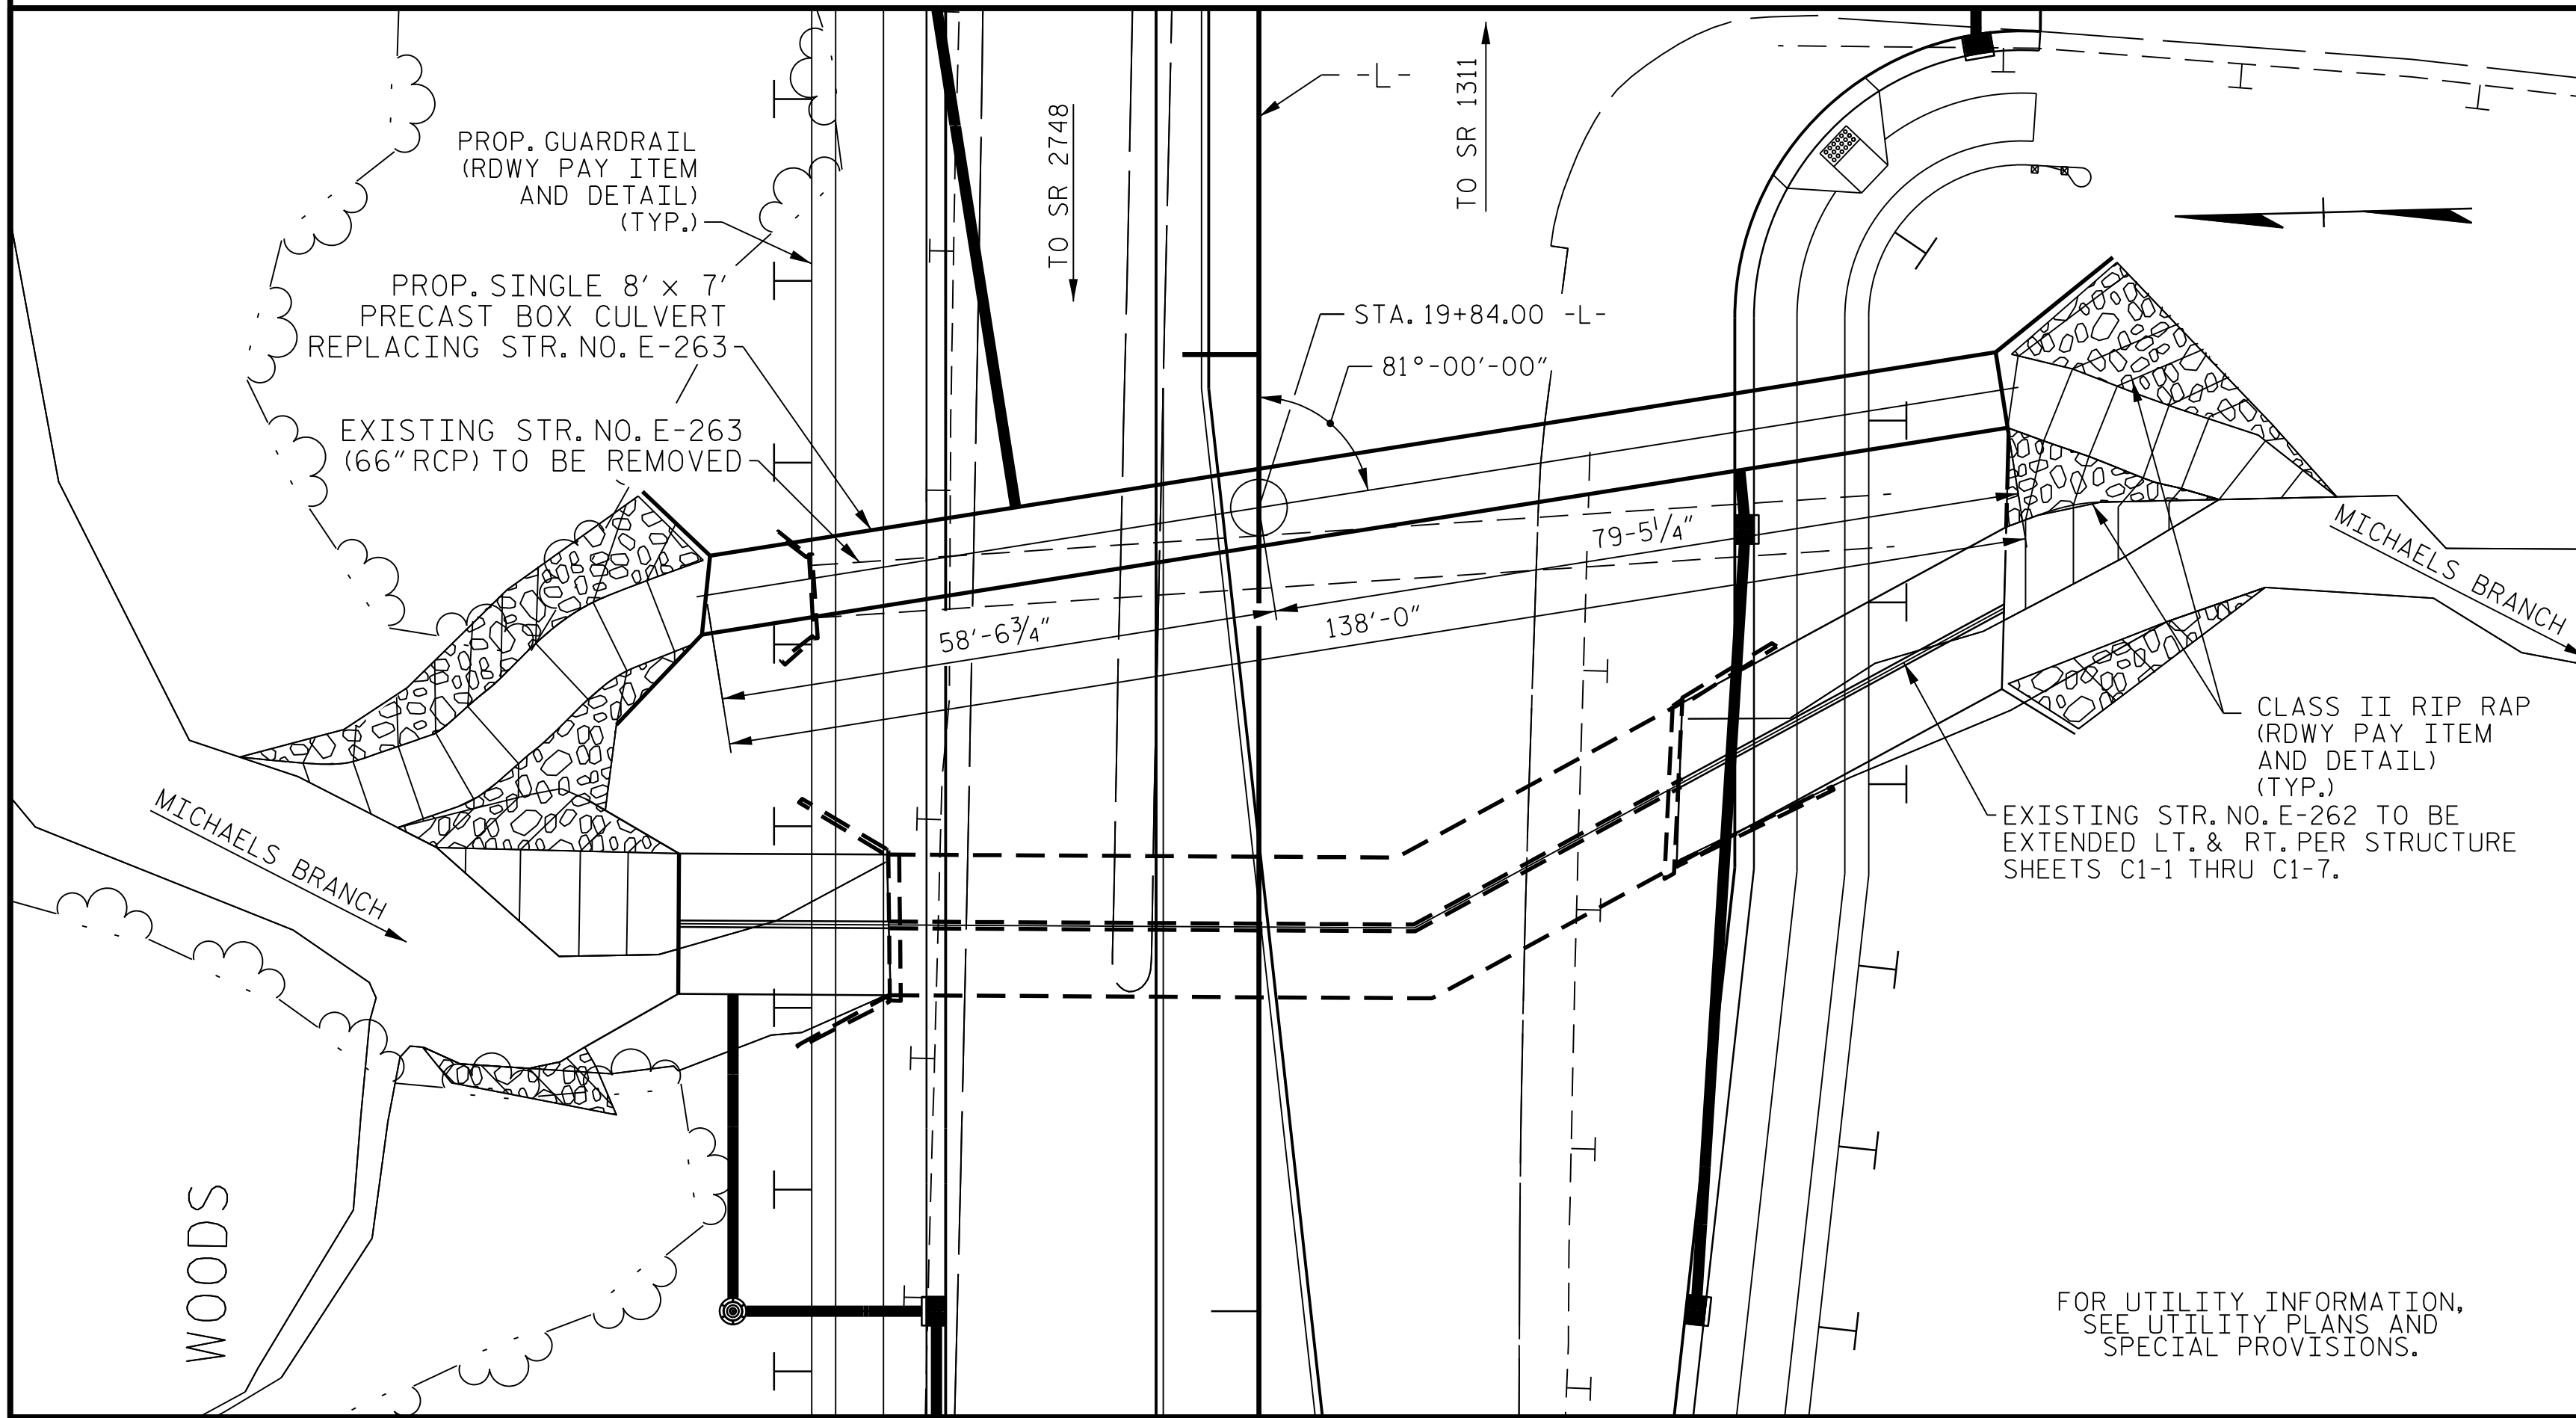 PROP. GUARDRAIL
(RDWY PAY ITEM
AND DETAIL)
(TYP.)
PROP. SINGLE 8' x 7'
PRECAST BOX CULVERT
REPLACING STR. NO. E-263
EXISTING STR. NO. E-263
(66" RCP) TO BE REMOVED
TO SR 2748
-L-
TO SR 1311
STA. 19+84.00 -L-
81°-00'-00"
79-5 1/4"
58'-6 3/4"
138'-0"
MICHAELS BRANCH
CLASS II RIP RAP
(RDWY PAY ITEM
AND DETAIL)
(TYP.)
EXISTING STR. NO. E-262 TO BE
EXTENDED LT. & RT. PER STRUCTURE
SHEETS C1-1 THRU C1-7.
MICHAELS BRANCH
WOODS
FOR UTILITY INFORMATION,
SEE UTILITY PLANS AND
SPECIAL PROVISIONS.